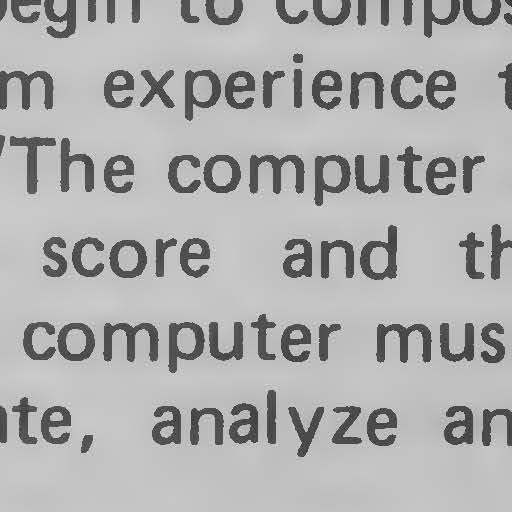 begin to compos
m experience t
"The computer
score and th
computer mus
ate, analyze an